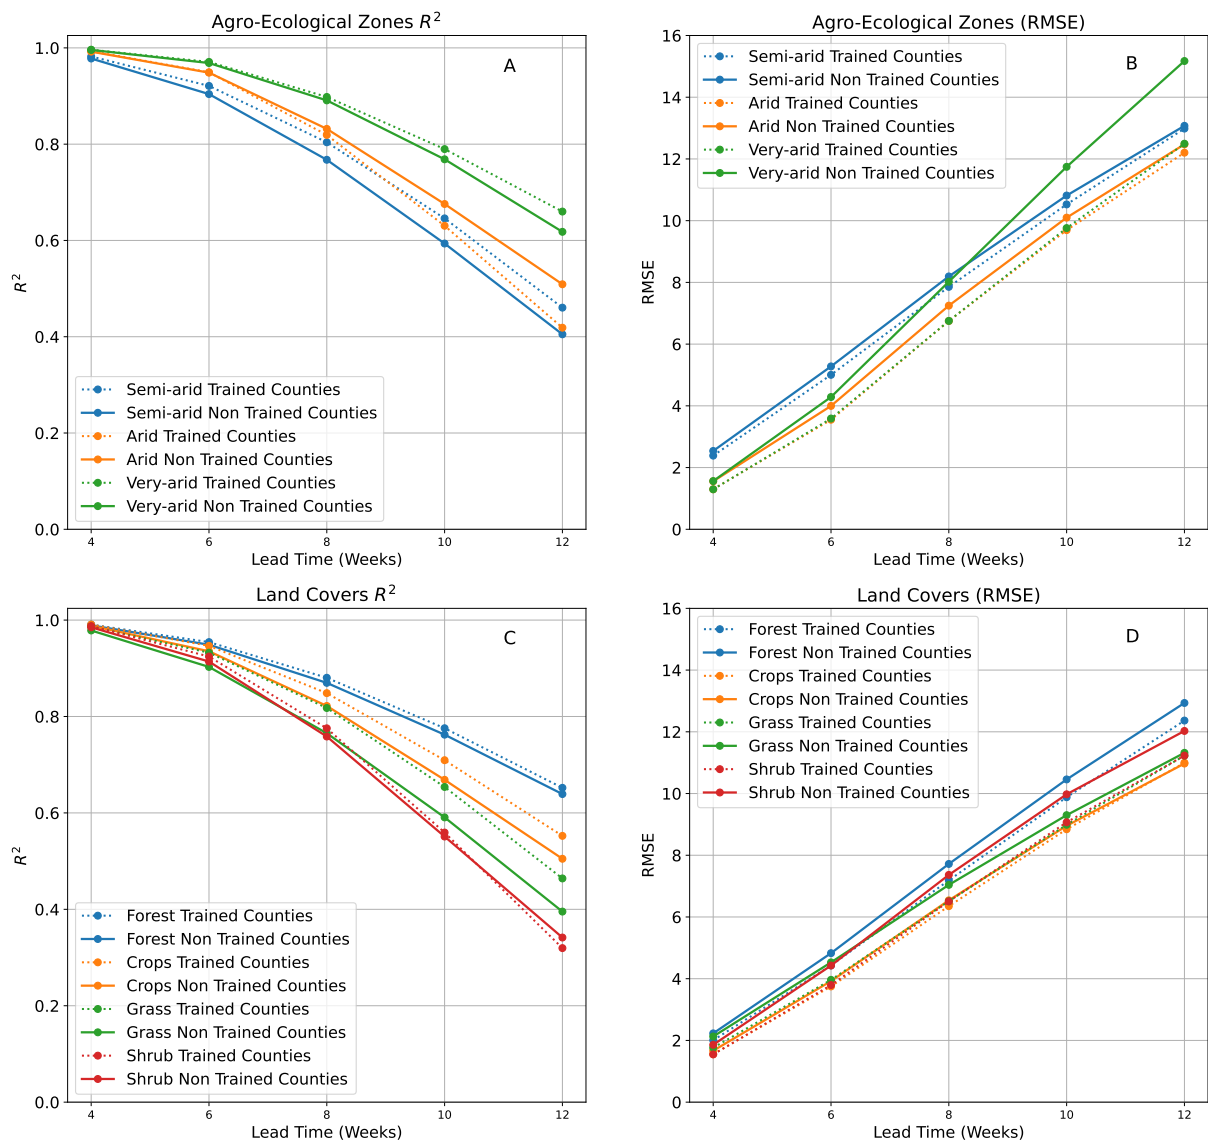 Agro-Ecological Zones R²
A
1.0
0.8
0.6
0.4
0.2
0.0
R²
Semi-arid Trained Counties
Semi-arid Non Trained Counties
Arid Trained Counties
Arid Non Trained Counties
Very-arid Trained Counties
Very-arid Non Trained Counties
4 6 8 10 12
Lead Time (Weeks)
Agro-Ecological Zones (RMSE)
B
16
14
12
10
8
6
4
2
0
RMSE
Semi-arid Trained Counties
Semi-arid Non Trained Counties
Arid Trained Counties
Arid Non Trained Counties
Very-arid Trained Counties
Very-arid Non Trained Counties
4 6 8 10 12
Lead Time (Weeks)
Land Covers R²
C
1.0
0.8
0.6
0.4
0.2
0.0
R²
Forest Trained Counties
Forest Non Trained Counties
Crops Trained Counties
Crops Non Trained Counties
Grass Trained Counties
Grass Non Trained Counties
Shrub Trained Counties
Shrub Non Trained Counties
4 6 8 10 12
Lead Time (Weeks)
Land Covers (RMSE)
D
16
14
12
10
8
6
4
2
0
RMSE
Forest Trained Counties
Forest Non Trained Counties
Crops Trained Counties
Crops Non Trained Counties
Grass Trained Counties
Grass Non Trained Counties
Shrub Trained Counties
Shrub Non Trained Counties
4 6 8 10 12
Lead Time (Weeks)